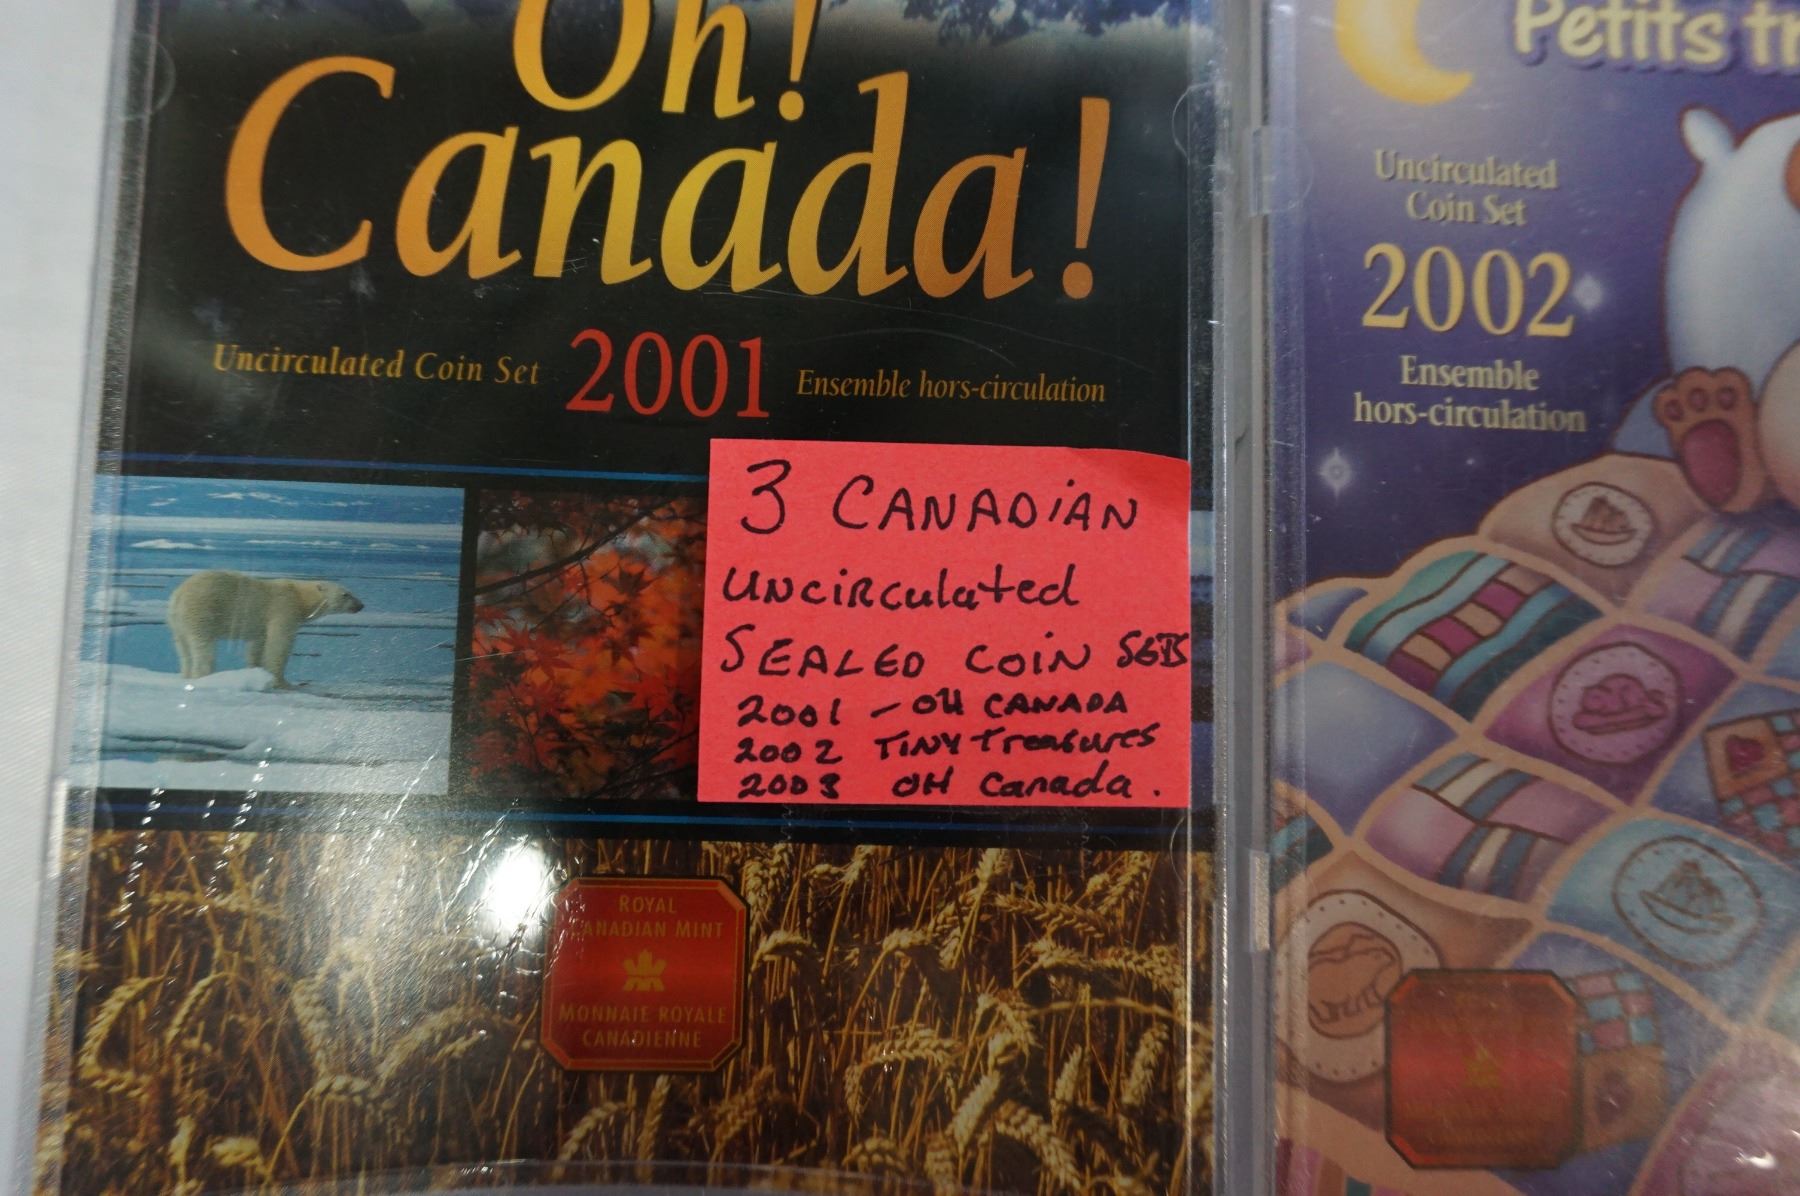 Oh!
Canada!
Uncirculated Coin Set 2001 Ensemble hors-circulation
3 CANADIAN
UNCIRCulated
SEALED COIN SETS
2001 - OH CANADA
2002 TINY Treasures
2003 OH Canada.
ROYAL
CANADIAN MINT
MONNAIE ROYALE
CANADIENNE
Petits tr
Uncirculated
Coin Set
2002
Ensemble
hors-circulation